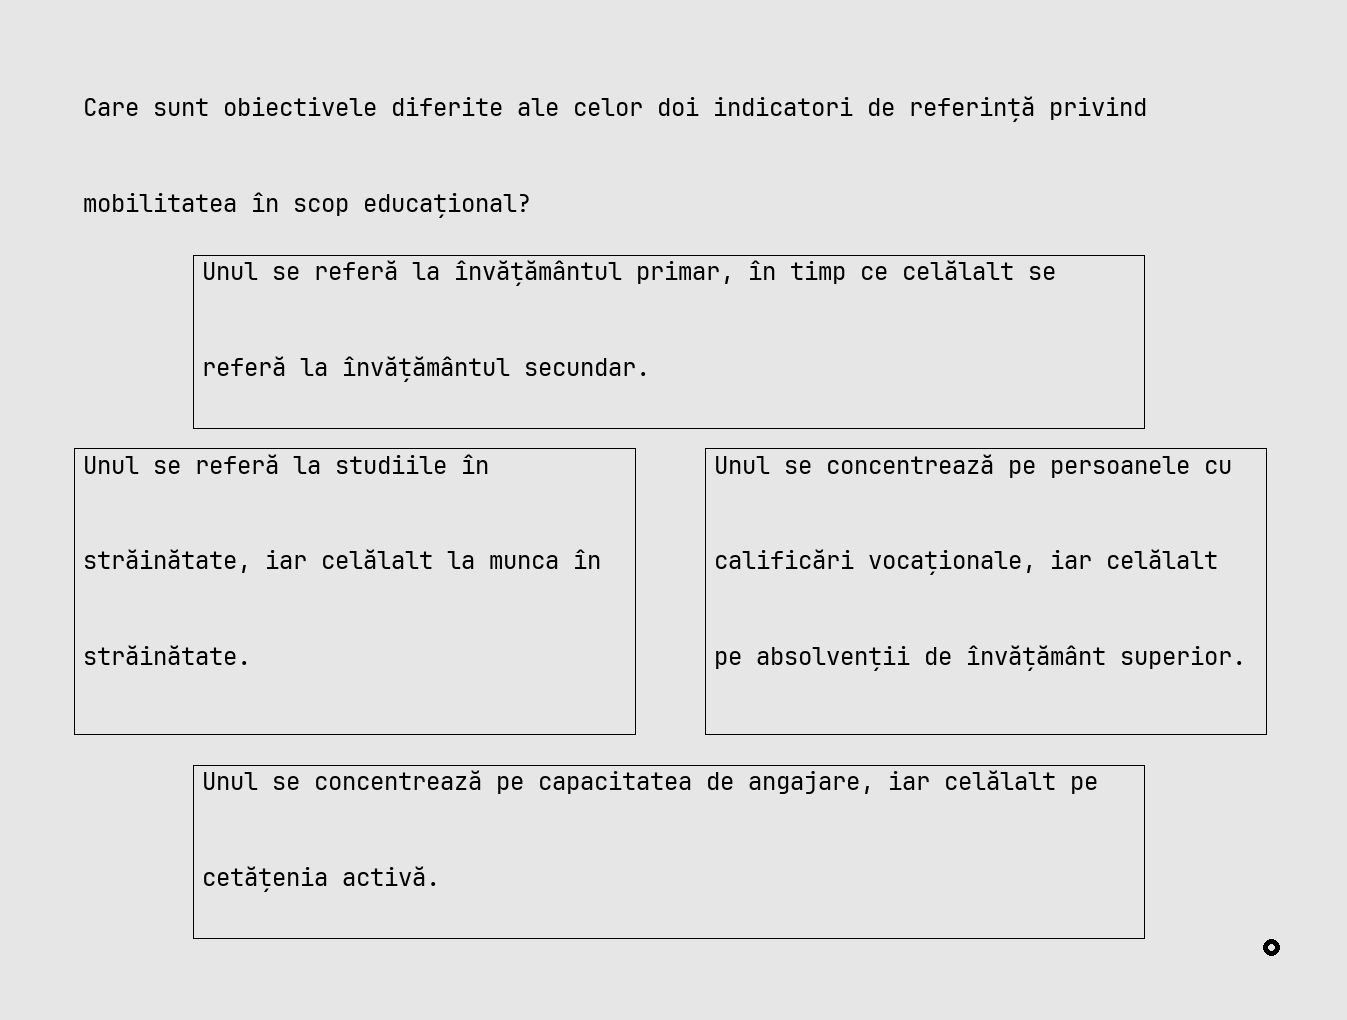 Care sunt obiectivele diferite ale celor doi indicatori de referință privind
mobilitatea în scop educațional?
Unul se referă la învățământul primar, în timp ce celălalt se
referă la învățământul secundar.
Unul se referă la studiile în
străinătate, iar celălalt la munca în
străinătate.
Unul se concentrează pe persoanele cu
calificări vocaționale, iar celălalt
pe absolvenții de învățământ superior.
Unul se concentrează pe capacitatea de angajare, iar celălalt pe
cetățenia activă.